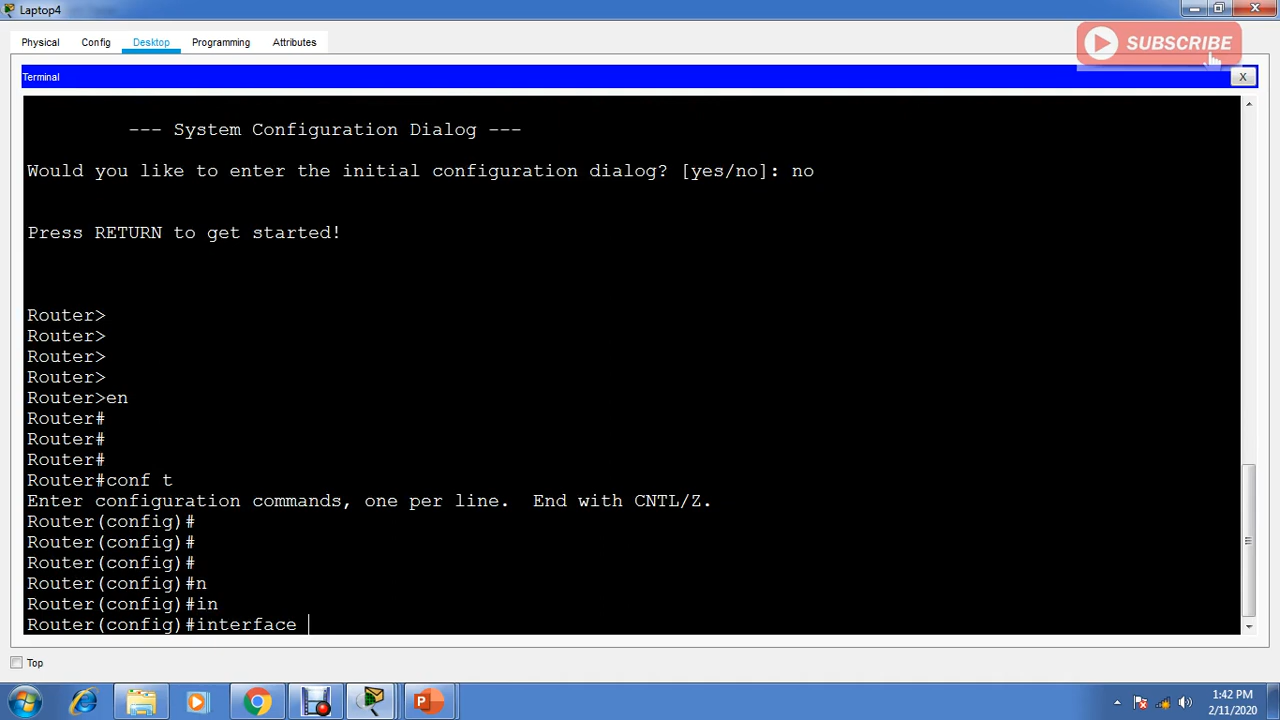 Laptop4
Physical Config Desktop Programming Attributes
SUBSCRIBE
Terminal X
--- System Configuration Dialog ---
Would you like to enter the initial configuration dialog? [yes/no]: no
Press RETURN to get started!
Router>
Router>
Router>
Router>
Router>en
Router#
Router#
Router#
Router#conf t
Enter configuration commands, one per line.  End with CNTL/Z.
Router(config)#
Router(config)#
Router(config)#
Router(config)#n
Router(config)#in
Router(config)#interface
Top
1:42 PM
2/11/2020